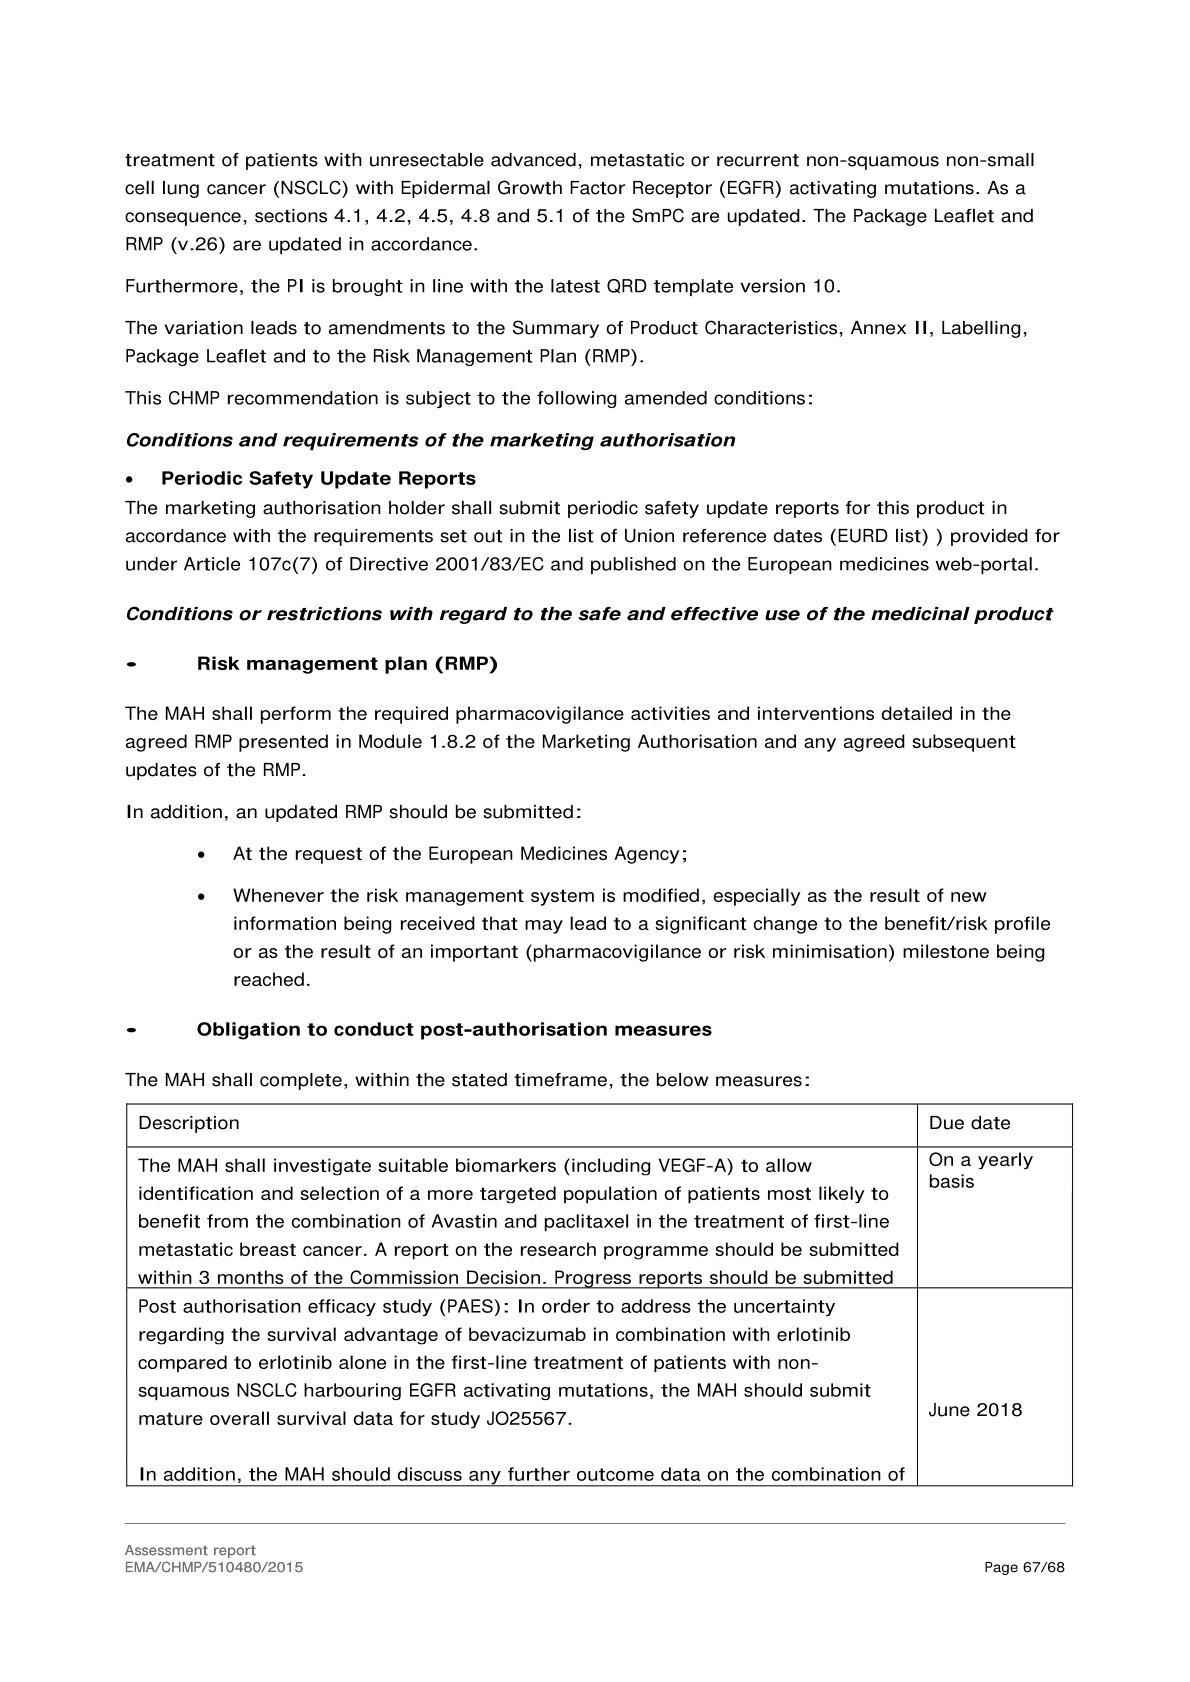 treatment of patients with unresectable advanced, metastatic or recurrent non-squamous non-small
cell lung cancer (NSCLC) with Epidermal Growth Factor Receptor (EGFR) activating mutations. As a
consequence, sections 4.1, 4.2, 4.5, 4.8 and 5.1 of the SmPC are updated. The Package Leaflet and
RMP (v.26) are updated in accordance.
Furthermore, the PI is brought in line with the latest QRD template version 10.
The variation leads to amendments to the Summary of Product Characteristics, Annex II, Labelling,
Package Leaflet and to the Risk Management Plan (RMP).
This CHMP recommendation is subject to the following amended conditions:
Conditions and requirements of the marketing authorisation
• Periodic Safety Update Reports
The marketing authorisation holder shall submit periodic safety update reports for this product in
accordance with the requirements set out in the list of Union reference dates (EURD list) ) provided for
under Article 107c(7) of Directive 2001/83/EC and published on the European medicines web-portal.
Conditions or restrictions with regard to the safe and effective use of the medicinal product
• Risk management plan (RMP)
The MAH shall perform the required pharmacovigilance activities and interventions detailed in the
agreed RMP presented in Module 1.8.2 of the Marketing Authorisation and any agreed subsequent
updates of the RMP.
In addition, an updated RMP should be submitted:
• At the request of the European Medicines Agency;
• Whenever the risk management system is modified, especially as the result of new
information being received that may lead to a significant change to the benefit/risk profile
or as the result of an important (pharmacovigilance or risk minimisation) milestone being
reached.
• Obligation to conduct post-authorisation measures
The MAH shall complete, within the stated timeframe, the below measures:
Description Due date
The MAH shall investigate suitable biomarkers (including VEGF-A) to allow
identification and selection of a more targeted population of patients most likely to
benefit from the combination of Avastin and paclitaxel in the treatment of first-line
metastatic breast cancer. A report on the research programme should be submitted
within 3 months of the Commission Decision. Progress reports should be submitted
On a yearly
basis
Post authorisation efficacy study (PAES): In order to address the uncertainty
regarding the survival advantage of bevacizumab in combination with erlotinib
compared to erlotinib alone in the first-line treatment of patients with non-
squamous NSCLC harbouring EGFR activating mutations, the MAH should submit
mature overall survival data for study JO25567.
In addition, the MAH should discuss any further outcome data on the combination of
June 2018
Assessment report
EMA/CHMP/510480/2015
Page 67/68